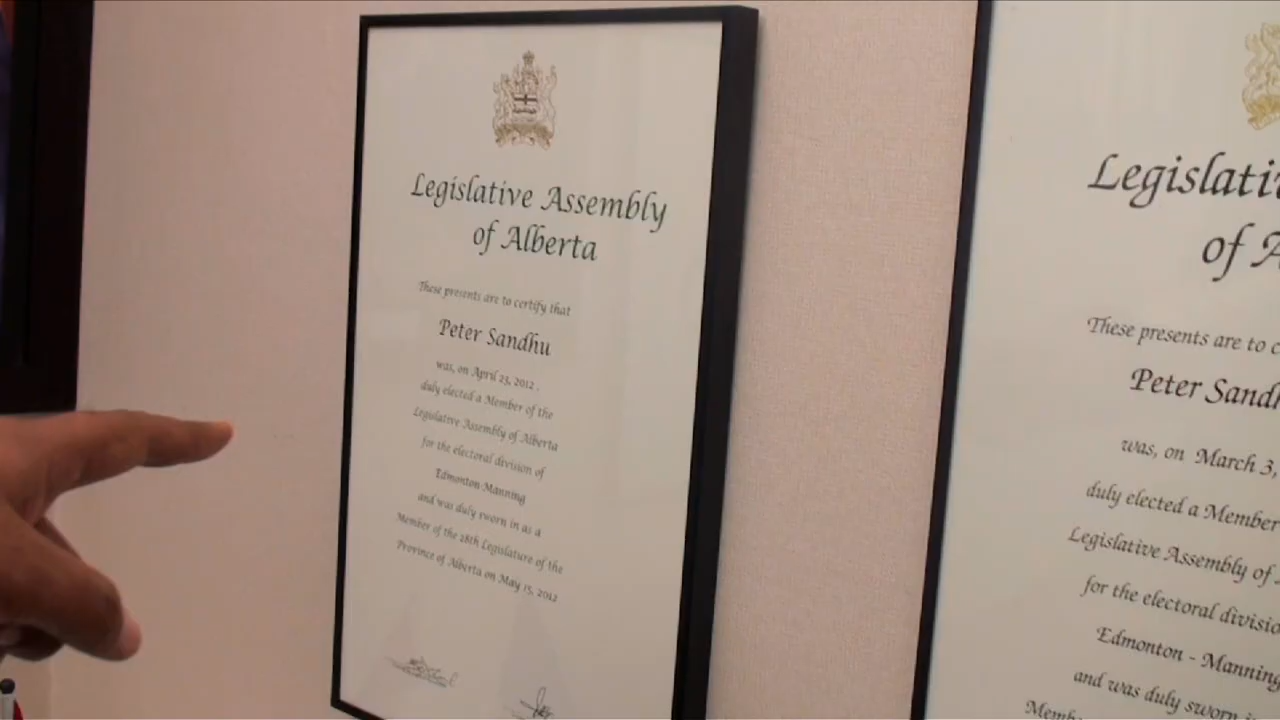 Legislative Assembly
of Alberta
These presents are to certify that
Peter Sandhu
was, on April 23, 2012 .
duly elected a Member of the
Legislative Assembly of Alberta
for the electoral division of
Edmonton-Manning
and was duly sworn in as a
Member of the 28th Legislature of the
Province of Alberta on May 15, 2012
Legislati
of A
These presents are to c
Peter Sandh
was, on March 3,
duly elected a Member
Legislative Assembly of
for the electoral divisio
Edmonton - Manning
and was duly sworn i
Memb